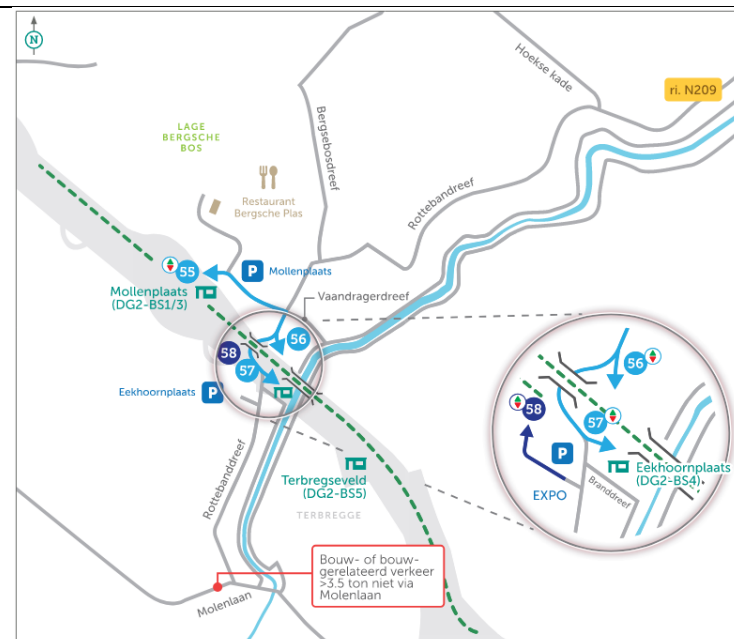 N
Hoekse kade
ri. N209
LAGE
BERGSCHE
BOS
Bergsebosdreef
Restaurant
Bergsche Plas
Rottebandreef
55
P
Mollenplaats
Mollenplaats
(DG2-BS1/3)
Vaandragerdreef
56
58
57
Eekhoornplaats
P
56
58
57
P
Eekhoornplaats
(DG2-BS4)
EXPO
Branddreef
Rottebanddreef
Terbregseveld
(DG2-BS5)
TERBREGGE
Bouw- of bouw-
gerelateerd verkeer
>3.5 ton niet via
Molenlaan
Molenlaan